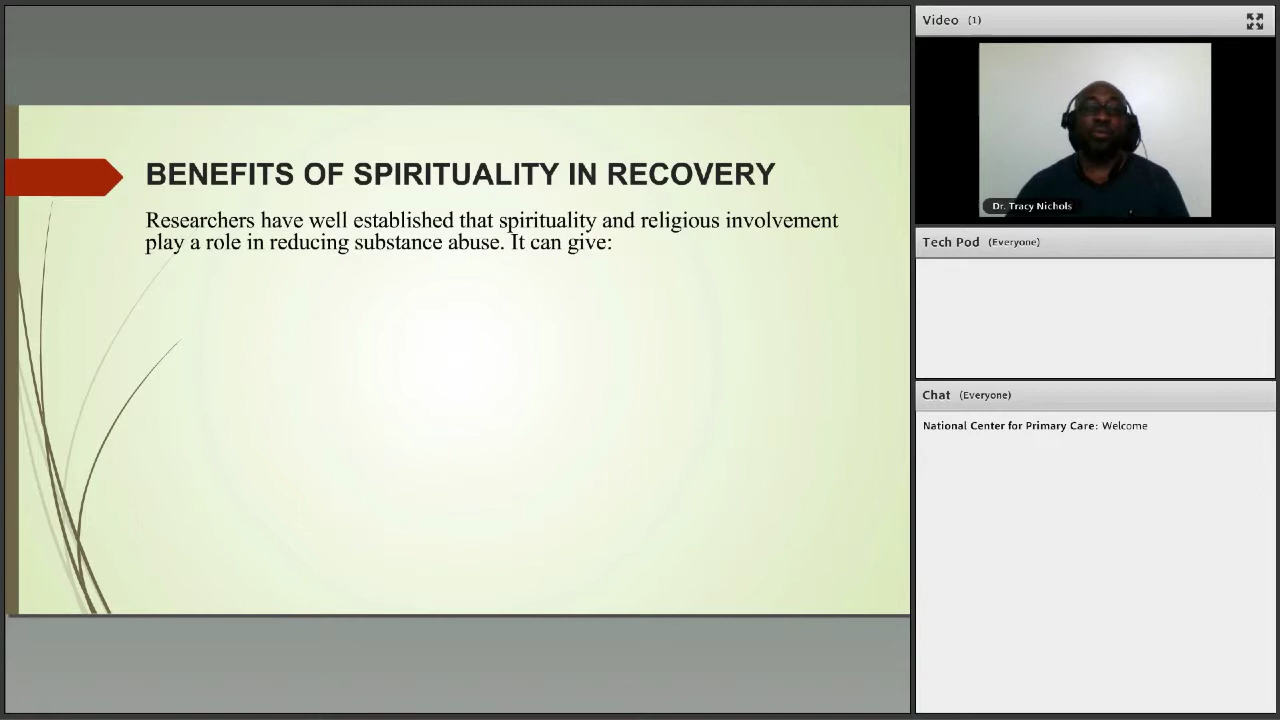 BENEFITS OF SPIRITUALITY IN RECOVERY
Researchers have well established that spirituality and religious involvement
play a role in reducing substance abuse. It can give:
Video (1)
Dr. Tracy Nichols
Tech Pod (Everyone)
Chat (Everyone)
National Center for Primary Care: Welcome